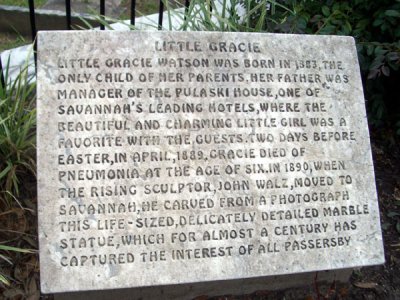 LITTLE GRACIE
LITTLE GRACIE WATSON WAS BORN IN 1883, THE
ONLY CHILD OF HER PARENTS. HER FATHER WAS
MANAGER OF THE PULASKI HOUSE, ONE OF
SAVANNAH'S LEADING HOTELS, WHERE THE
BEAUTIFUL AND CHARMING LITTLE GIRL WAS A
FAVORITE WITH THE GUESTS. TWO DAYS BEFORE
EASTER, IN APRIL, 1889, GRACIE DIED OF
PNEUMONIA AT THE AGE OF SIX. IN 1890, WHEN
THE RISING SCULPTOR, JOHN WALZ, MOVED TO
SAVANNAH, HE CARVED FROM A PHOTOGRAPH
THIS LIFE-SIZED, DELICATELY DETAILED MARBLE
STATUE, WHICH FOR ALMOST A CENTURY HAS
CAPTURED THE INTEREST OF ALL PASSERSBY